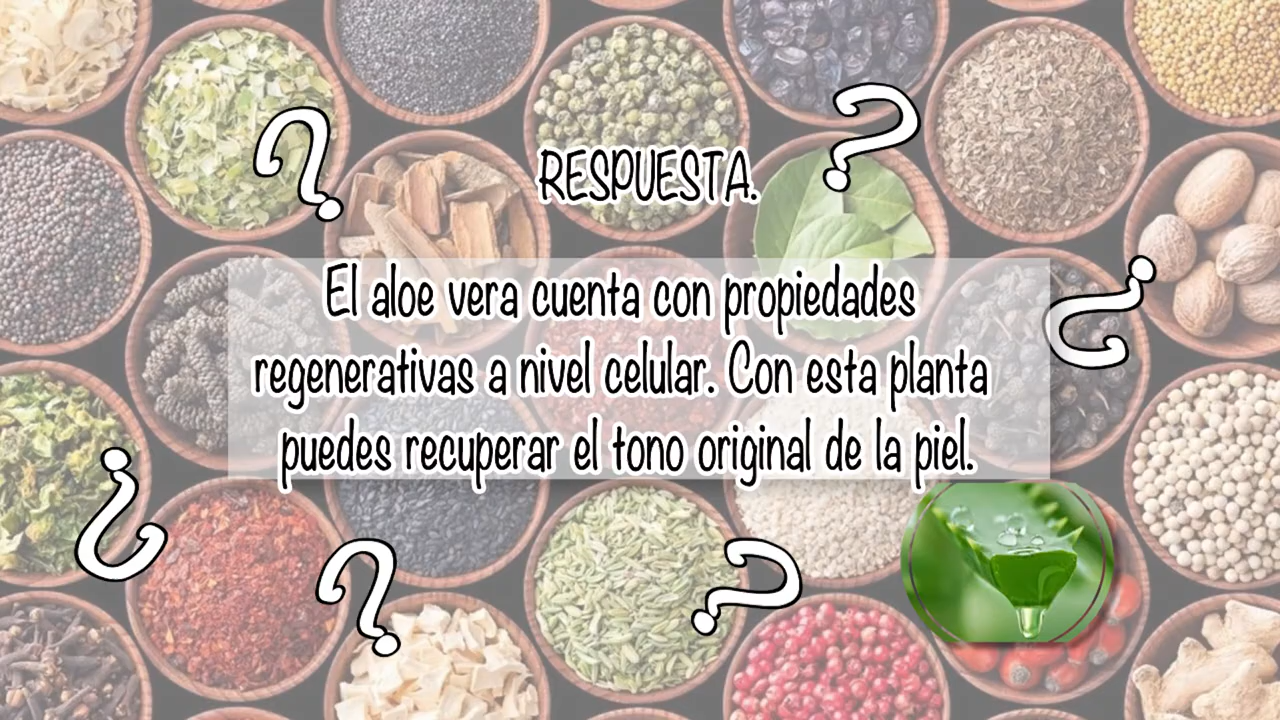 RESPUESTA.
El aloe vera cuenta con propiedades
regenerativas a nivel celular. Con esta planta
puedes recuperar el tono original de la piel.